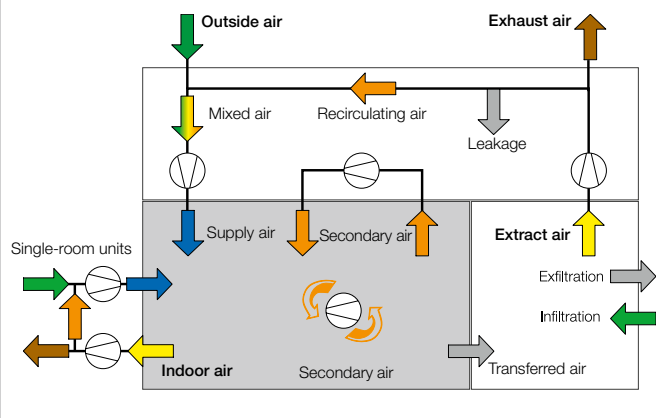 Outside air
Exhaust air
Mixed air
Recirculating air
Leakage
Single-room units
Supply air
Secondary air
Extract air
Exfiltration
Infiltration
Indoor air
Secondary air
Transferred air